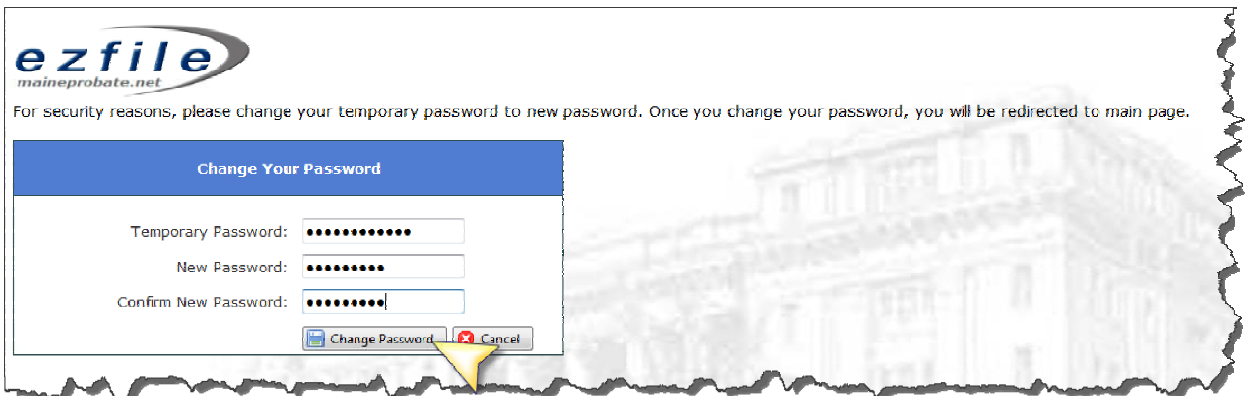 ezfile
maineprobate.net
For security reasons, please change your temporary password to new password. Once you change your password, you will be redirected to main page.
Change Your Password
Temporary Password: ●●●●●●●●●●●●
New Password: ●●●●●●●●●
Confirm New Password: ●●●●●●●●●
Change Password Cancel